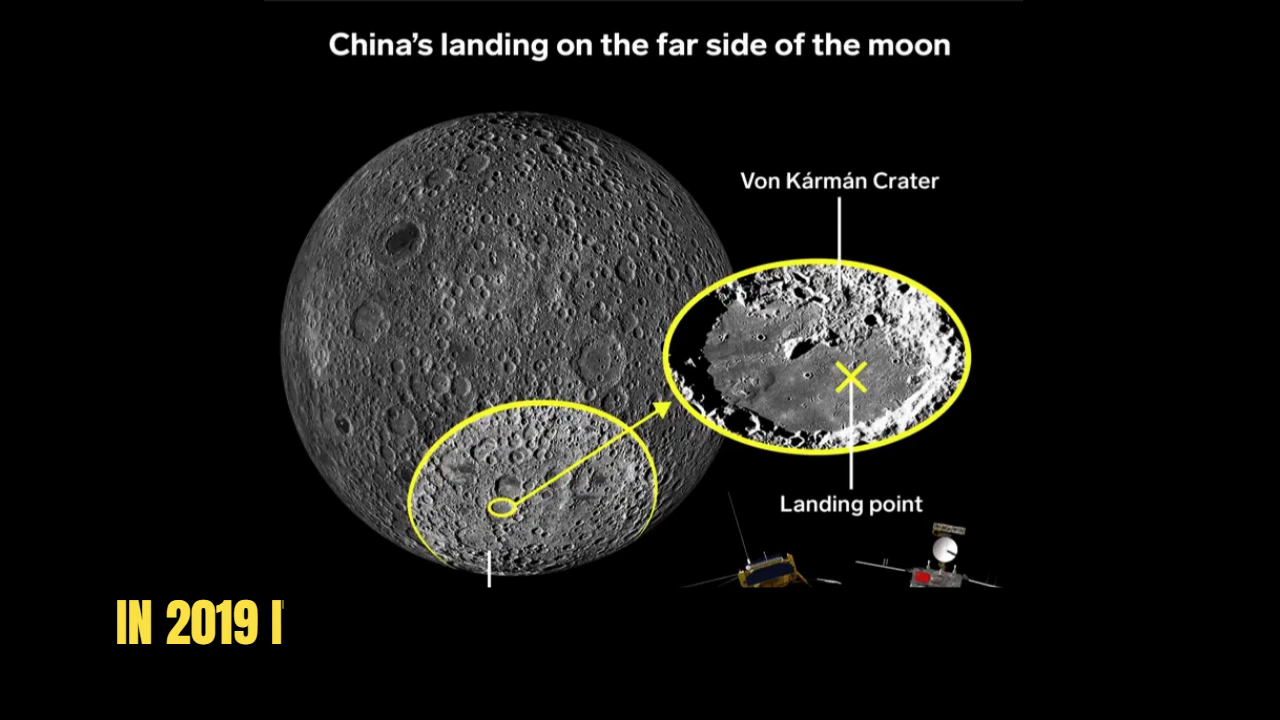 China’s landing on the far side of the moon
Von Kármán Crater
Landing point
IN 2019 I